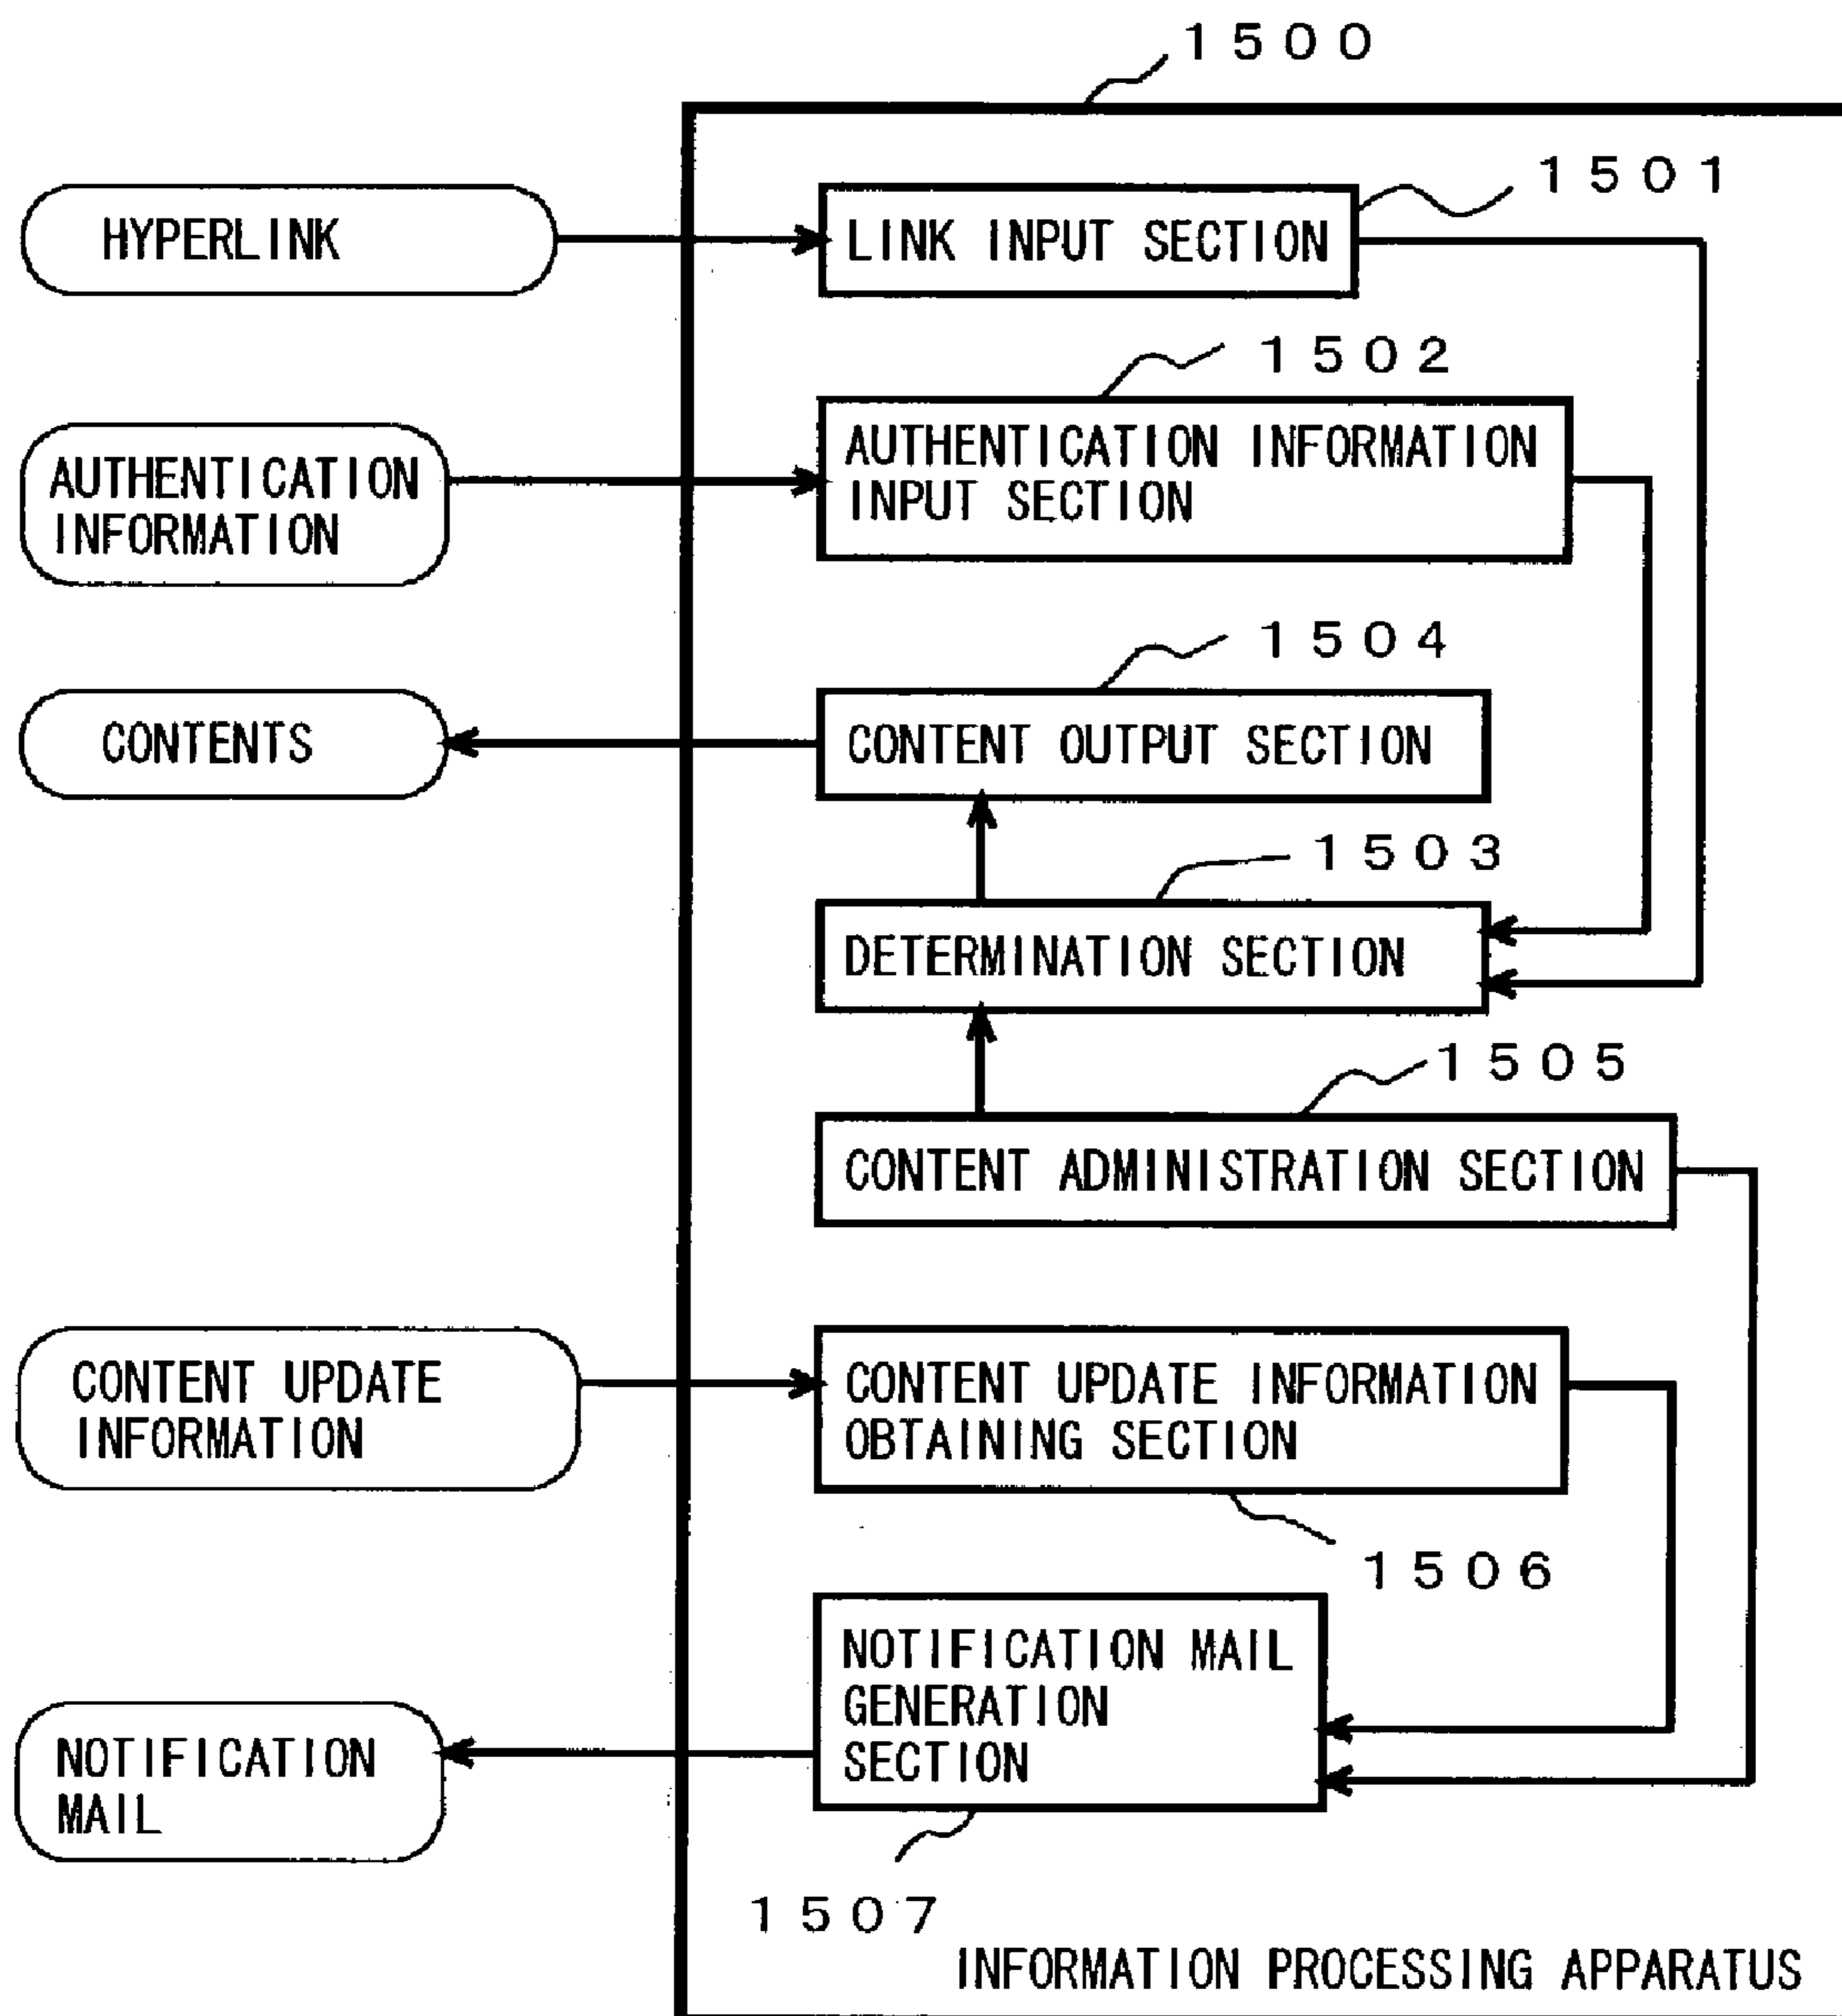 1500
1501
HYPERLINK
LINK INPUT SECTION
1502
AUTHENTICATION
INFORMATION
AUTHENTICATION INFORMATION
INPUT SECTION
1504
CONTENTS
CONTENT OUTPUT SECTION
1503
DETERMINATION SECTION
1505
CONTENT ADMINISTRATION SECTION
CONTENT UPDATE
INFORMATION
CONTENT UPDATE INFORMATION
OBTAINING SECTION
1506
NOTIFICATION MAIL
GENERATION
SECTION
NOTIFICATION
MAIL
1507
INFORMATION PROCESSING APPARATUS